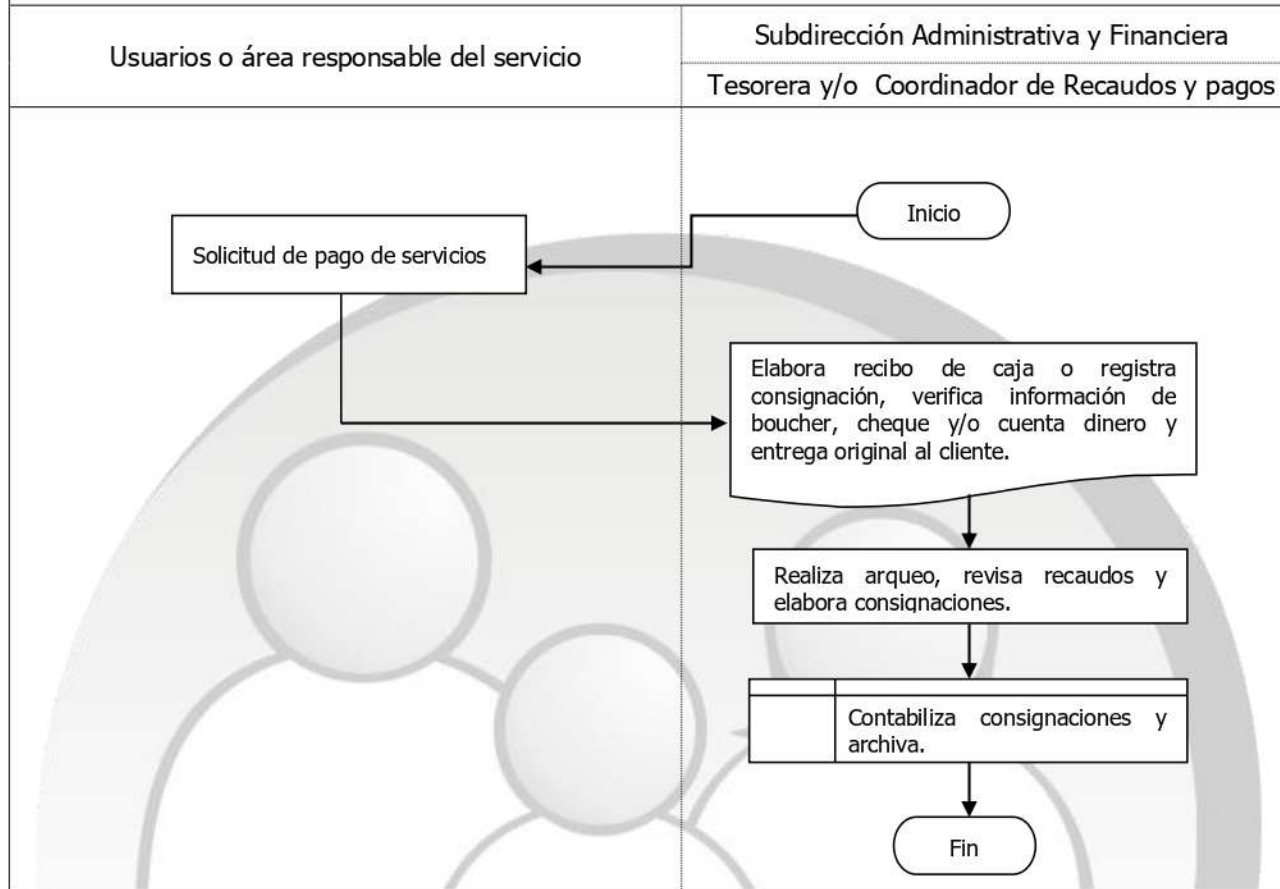 Usuarios o área responsable del servicio
Subdirección Administrativa y Financiera
Tesorera y/o Coordinador de Recaudos y pagos
Inicio
Solicitud de pago de servicios
Elabora recibo de caja o registra
consignación, verifica información de
boucher, cheque y/o cuenta dinero y
entrega original al cliente.
Realiza arqueo, revisa recaudos y
elabora consignaciones.
Contabiliza consignaciones y
archiva.
Fin